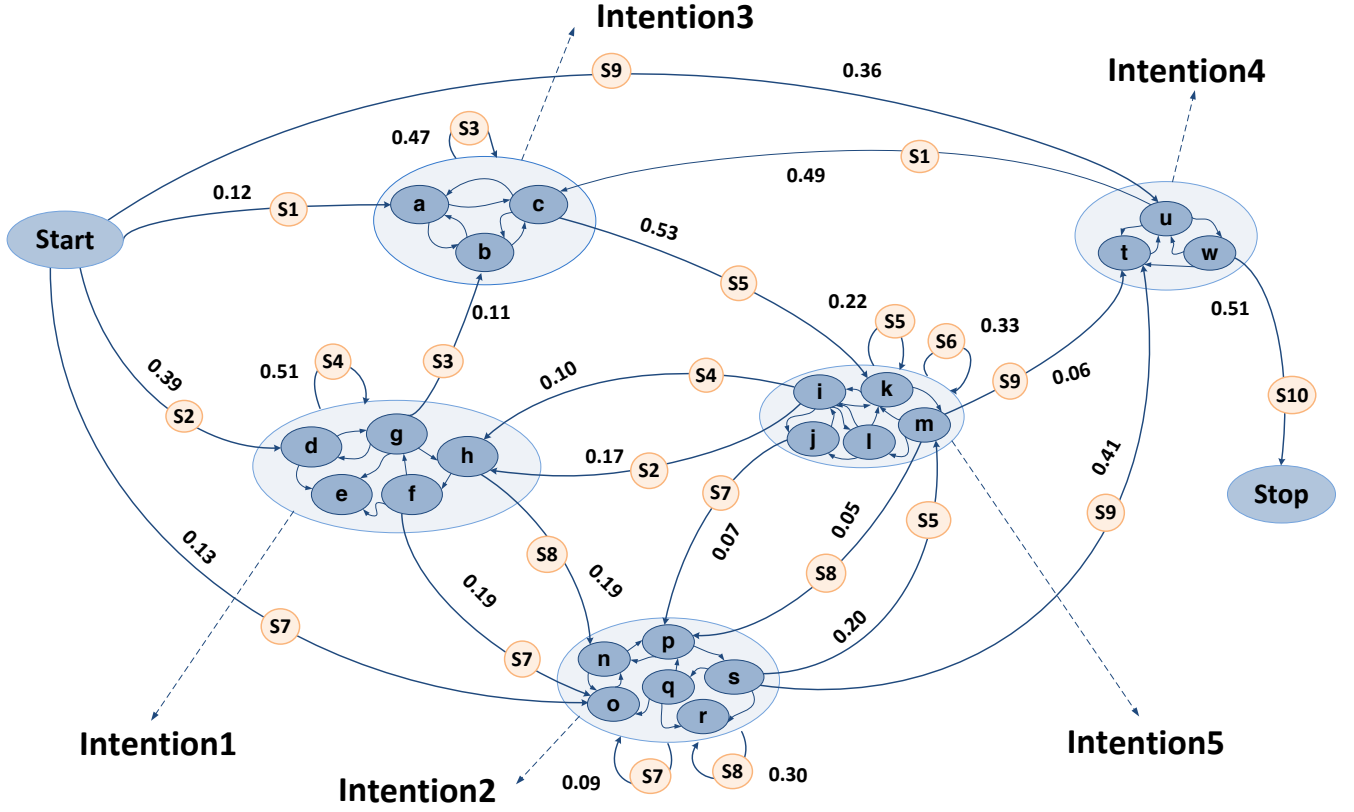 Intention3
S9
0.36
Intention4
0.47
S3
S1
0.49
0.12
S1
a
c
b
u
t
w
Start
0.53
S5
0.11
0.51
0.22
S5
S6
0.33
S10
0.39
S2
0.51
S4
S3
0.10
S4
S9
0.06
i
k
j
l
m
d
g
h
e
f
0.17
S2
S7
0.41
Stop
S9
S5
0.07
0.05
S8
S8
0.13
0.19
0.19
S7
S7
0.20
n
p
s
q
o
r
Intention1
Intention2
Intention5
0.09
S7
S8
0.30